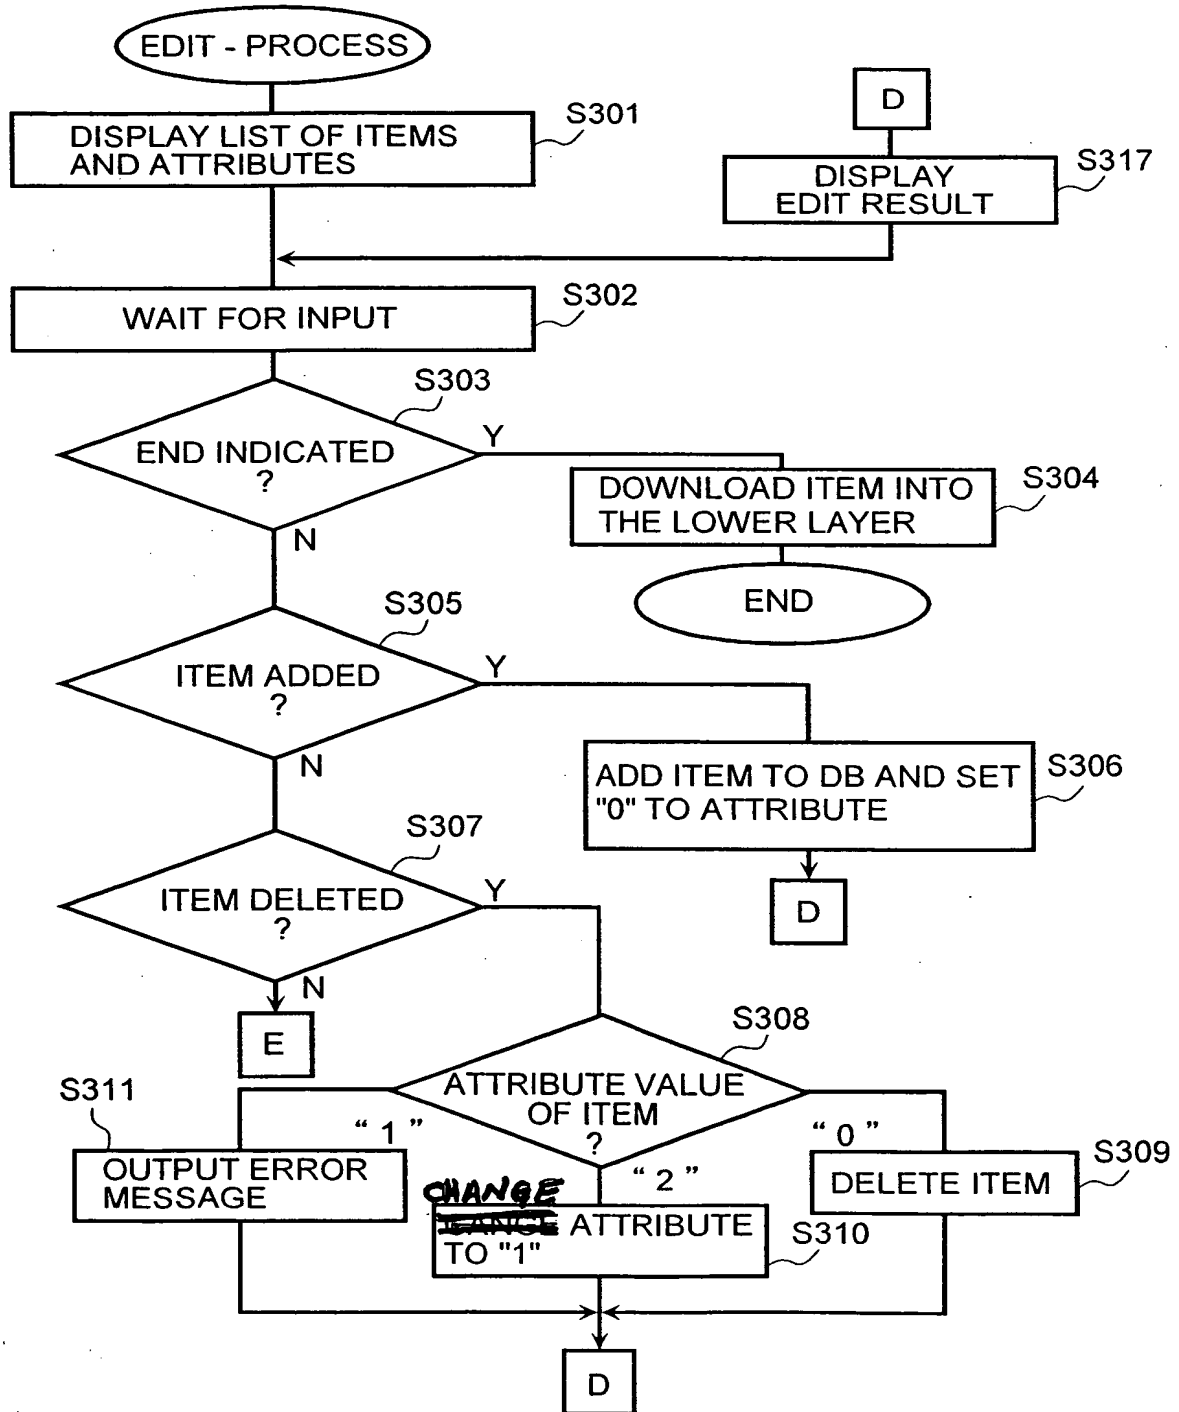 EDIT - PROCESS
D
S301
DISPLAY LIST OF ITEMS
AND ATTRIBUTES
S317
DISPLAY
EDIT RESULT
S302
WAIT FOR INPUT
S303
END INDICATED
?
Y
N
S304
DOWNLOAD ITEM INTO
THE LOWER LAYER
END
S305
ITEM ADDED
?
Y
N
S306
ADD ITEM TO DB AND SET
"0" TO ATTRIBUTE
D
S307
ITEM DELETED
?
Y
N
E
S308
ATTRIBUTE VALUE
OF ITEM
?
S311
“ 1 ”
“ 2 ”
“ 0 ”
OUTPUT ERROR
MESSAGE
CHANGE
ATTRIBUTE
TO "1"
S310
S309
DELETE ITEM
D